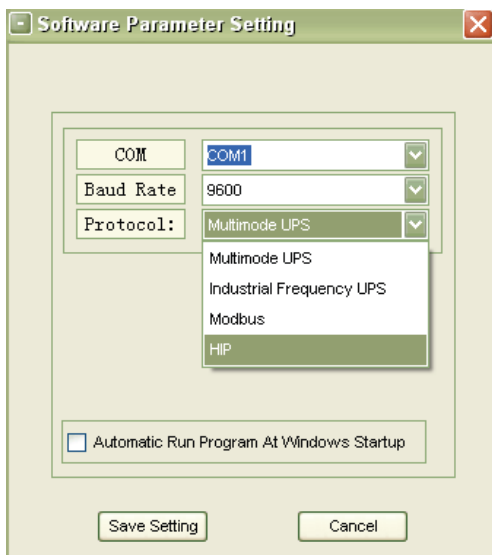 Software Parameter Setting
COM COM1
Baud Rate 9600
Protocol: Multimode UPS
Multimode UPS
Industrial Frequency UPS
Modbus
HIP
Automatic Run Program At Windows Startup
Save Setting Cancel